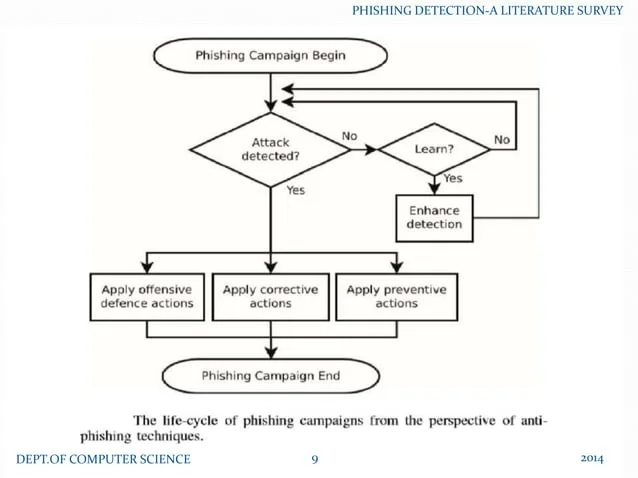 PHISHING DETECTION-A LITERATURE SURVEY
Phishing Campaign Begin
Attack
detected?
No
Learn?
No
Yes
Yes
Enhance
detection
Apply offensive
defence actions
Apply corrective
actions
Apply preventive
actions
Phishing Campaign End
The life-cycle of phishing campaigns from the perspective of anti-
phishing techniques.
DEPT.OF COMPUTER SCIENCE
9
2014